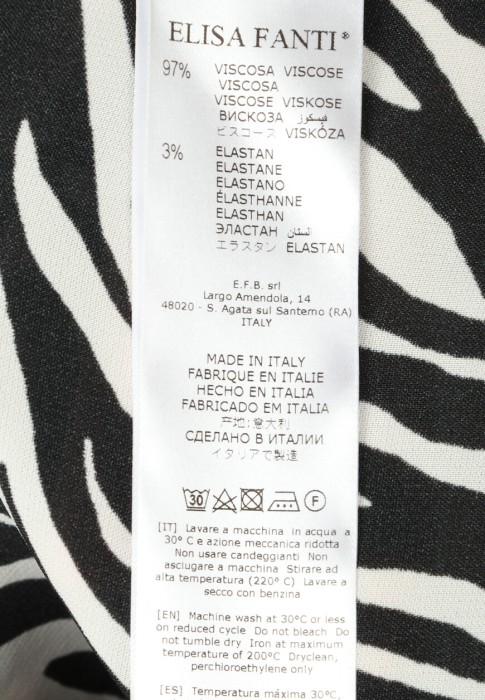 ELISA FANTI®
97% VISCOSA VISCOSE
VISCOSA
VISCOSE VISKOSE
ВИСКОЗА فيسكوز
ビスコース VISKÓZA
3% ELASTAN
ELASTANE
ELASTANO
ÉLASTHANNE
ELASTHAN
ЭЛАСТАН الستان
エラスタン ELASTAN
E.F.B. srl
Largo Amendola, 14
48020 - S. Agata sul Santerno (RA)
ITALY
MADE IN ITALY
FABRIQUE EN ITALIE
HECHO EN ITALIA
FABRICADO EM ITALIA
产地:意大利
СДЕЛАНО В ИТАЛИИ
イタリアで製造
30 F
[IT] Lavare a macchina in acqua a
30° C e azione meccanica ridotta
Non usare candeggianti Non
asciugare a macchina Stirare ad
alta temperatura (220° C) Lavare a
secco con benzina
[EN] Machine wash at 30°C or less
on reduced cycle Do not bleach Do
not tumble dry Iron at maximum
temperature of 200°C Dryclean,
perchloroethylene only
[ES] Temperatura máxima 30°C,